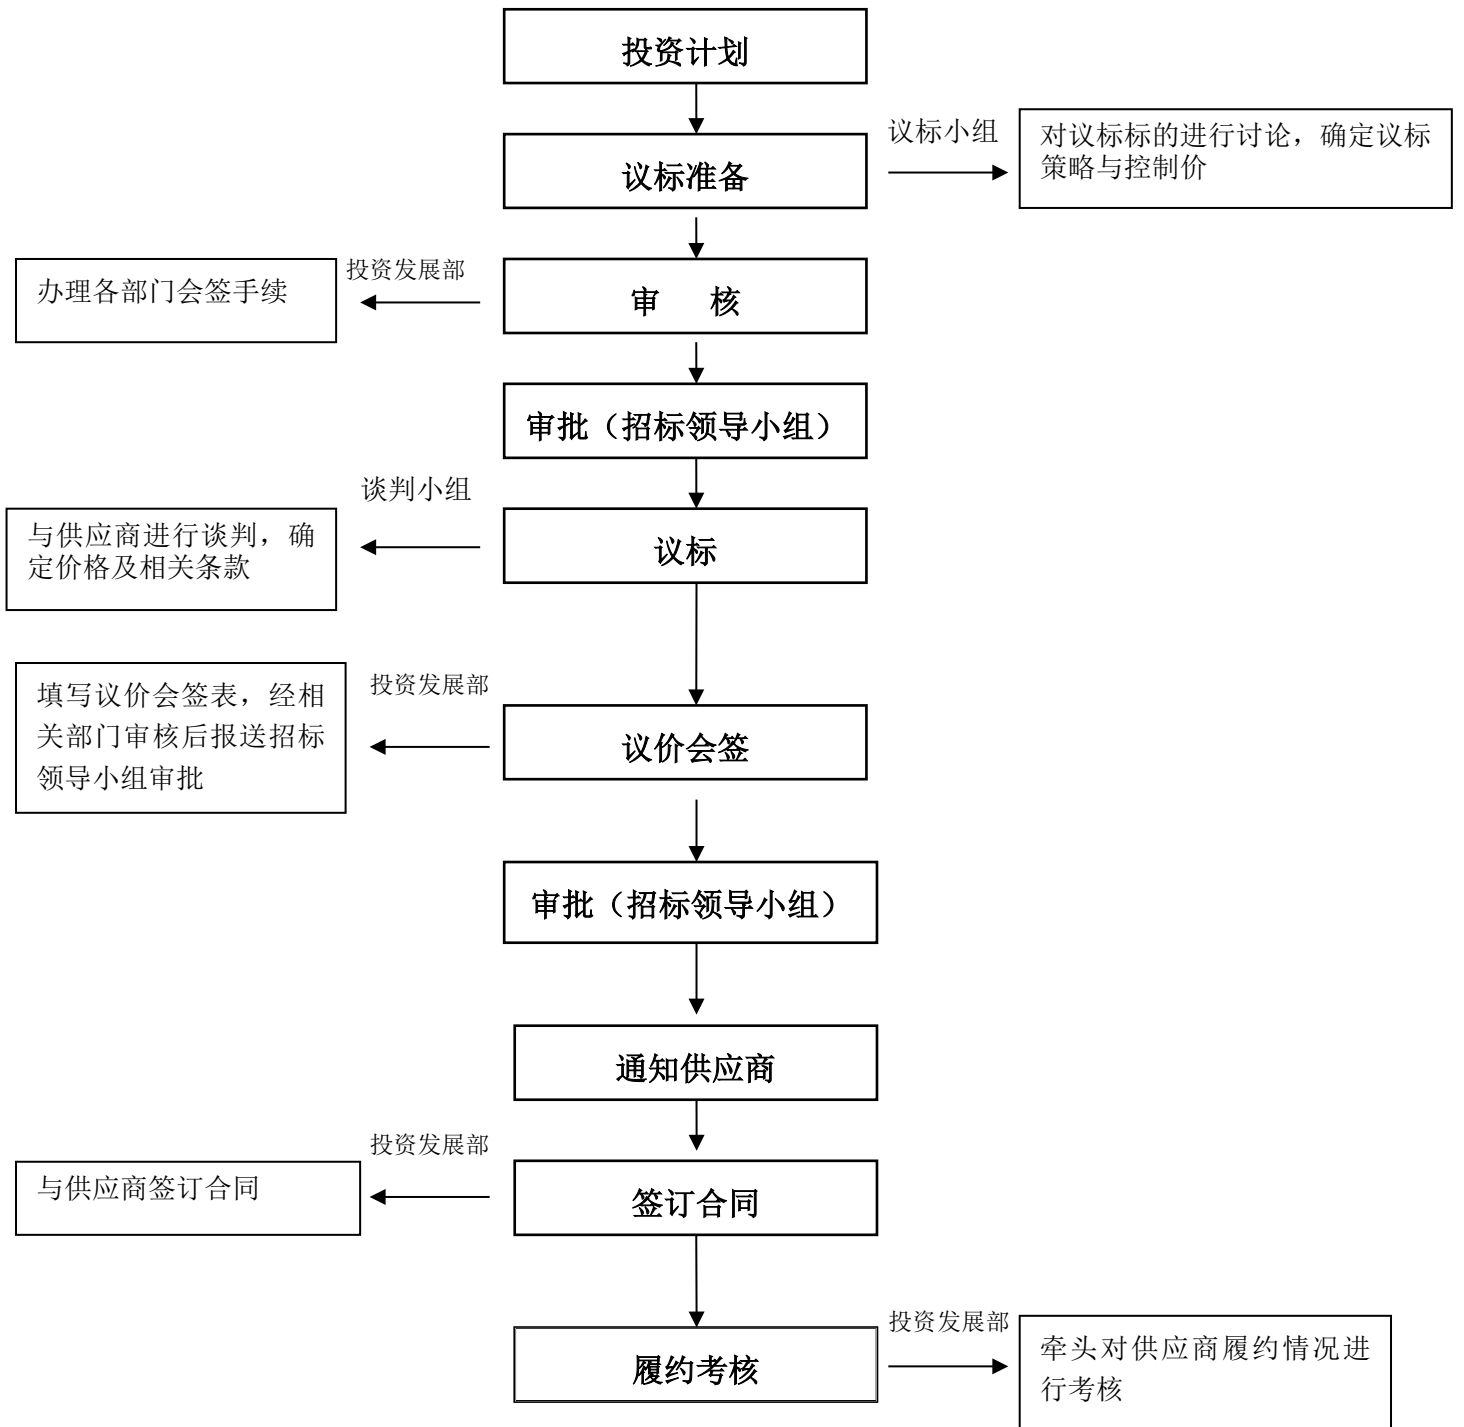 投资计划
议标小组
对议标标的进行讨论，确定议标
策略与控制价
议标准备
投资发展部
办理各部门会签手续
审 核
审批（招标领导小组）
谈判小组
与供应商进行谈判，确
定价格及相关条款
议标
投资发展部
填写议价会签表，经相
关部门审核后报送招标
领导小组审批
议价会签
审批（招标领导小组）
通知供应商
投资发展部
与供应商签订合同
签订合同
投资发展部
牵头对供应商履约情况进
行考核
履约考核